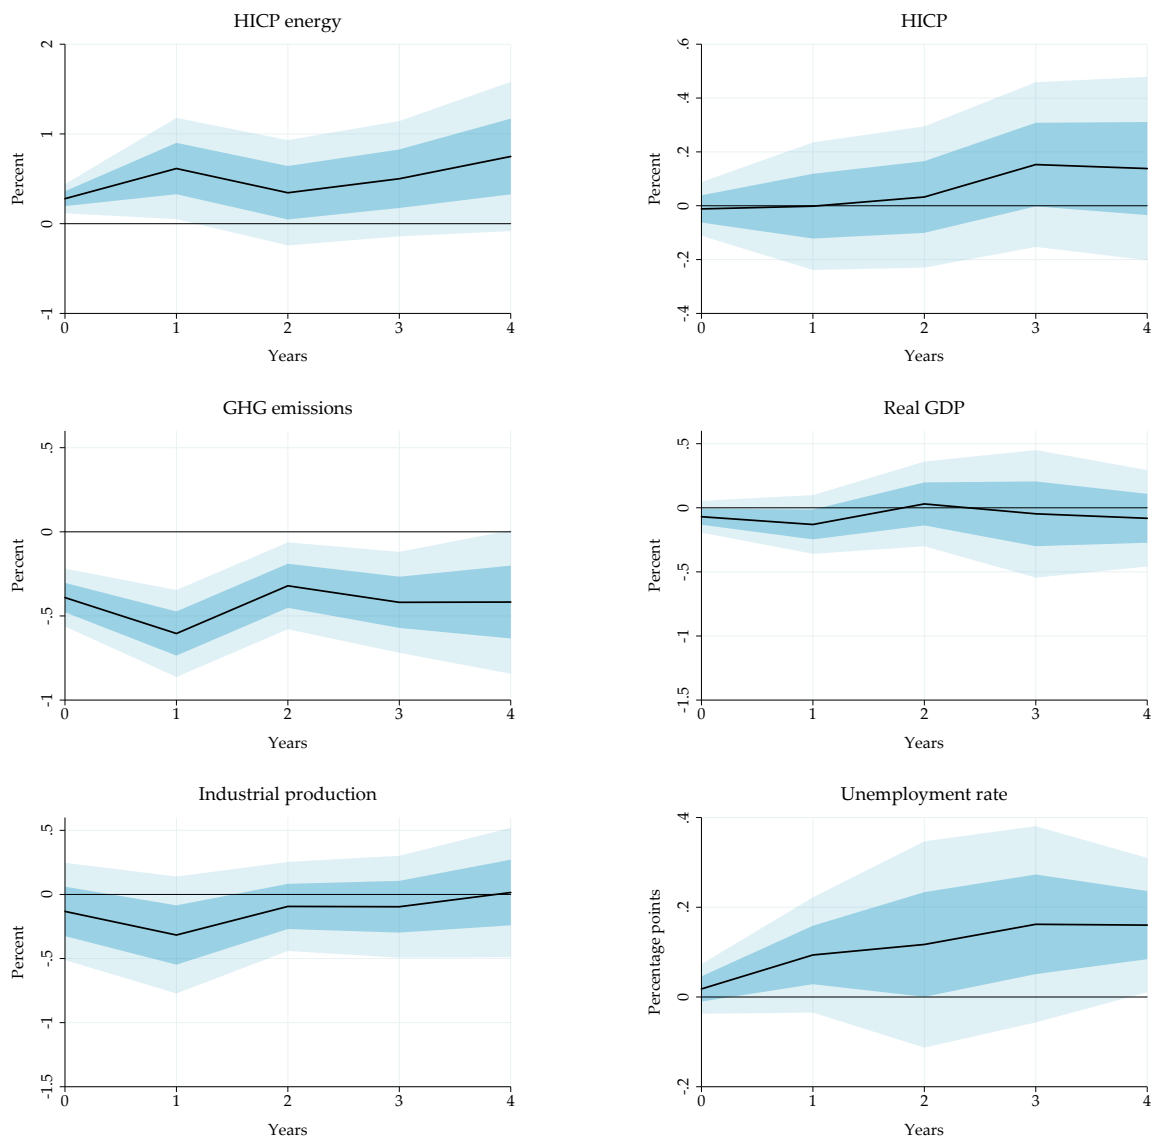 HICP energy
Percent
2
1
0
-1
0 1 2 3 4
Years
HICP
Percent
.6
.4
.2
0
-.2
-.4
0 1 2 3 4
Years
GHG emissions
Percent
.5
0
-.5
-1
0 1 2 3 4
Years
Real GDP
Percent
.5
0
-.5
-1
-1.5
0 1 2 3 4
Years
Industrial production
Percent
.5
0
-.5
-1
-1.5
0 1 2 3 4
Years
Unemployment rate
Percentage points
.4
.2
0
-.2
0 1 2 3 4
Years